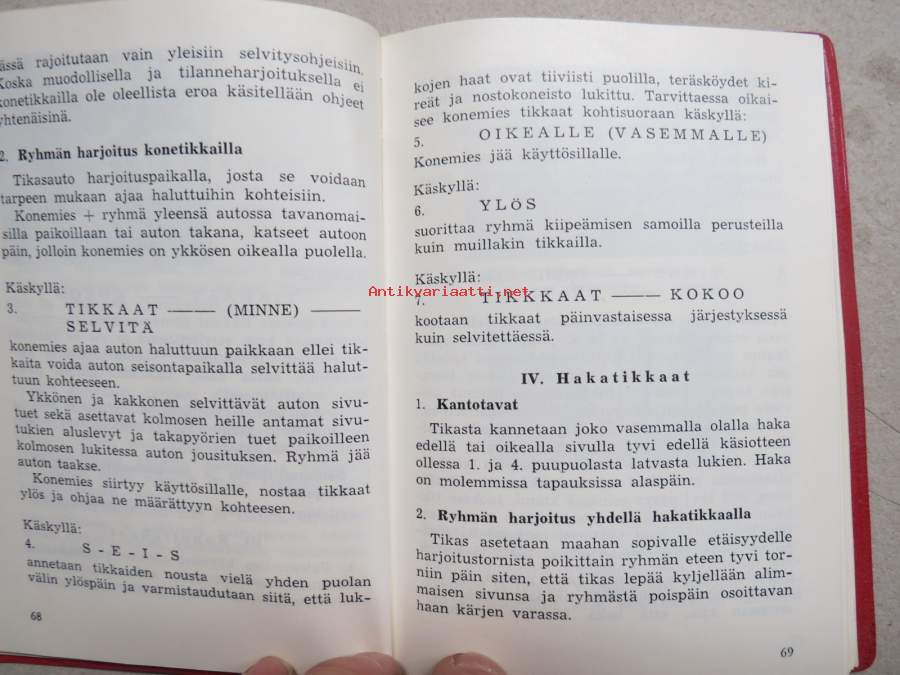 ässä rajoitutaan vain yleisiin selvitysohjeisiin.
Koska muodollisella ja tilanneharjoituksella ei
konetikkailla ole oleellista eroa käsitellään ohjeet
yhtenäisinä.
2. Ryhmän harjoitus konetikkailla
Tikasauto harjoituspaikalla, josta se voidaan
tarpeen mukaan ajaa haluttuihin kohteisiin.
Konemies + ryhmä yleensä autossa tavanomai-
silla paikoillaan tai auton takana, katseet autoon
päin, jolloin konemies on ykkösen oikealla puolella.
Käskyllä:
3. TIKKAAT ——— (MINNE) ———
SELVITÄ
konemies ajaa auton haluttuun paikkaan ellei tik-
kaita voida auton seisontapaikalla selvittää halut-
tuun kohteeseen.
Ykkönen ja kakkonen selvittävät auton sivu-
tuet sekä asettavat kolmosen heille antamat sivu-
tukien aluslevyt ja takapyörien tuet paikoilleen
kolmosen lukitessa auton jousituksen. Ryhmä jää
auton taakse.
Konemies siirtyy käyttösillalle, nostaa tikkaat
ylös ja ohjaa ne määrättyyn kohteesen.
Käskyllä:
4. S - E - I - S
annetaan tikkaiden nousta vielä yhden puolan
välin ylöspäin ja varmistaudutaan siitä, että luk-
68
kojen haat ovat tiiviisti puolilla, teräsköydet ki-
reät ja nostokoneisto lukittu. Tarvittaessa oikai-
see konemies tikkaat kohtisuoraan käskyllä:
5. OIKEALLE (VASEMMALLE)
Konemies jää käyttösillalle.
Käskyllä:
6. YLÖS
suorittaa ryhmä kiipeämisen samoilla perusteilla
kuin muillakin tikkailla.
Käskyllä:
Antikvariaatti.net
7. TIKKKAAT ——— KOKOO
kootaan tikkaat päinvastaisessa järjestyksessä
kuin selvitettäessä.
IV. Hakatikkaat
1. Kantotavat
Tikasta kannetaan joko vasemmalla olalla haka
edellä tai oikealla sivulla tyvi edellä käsiotteen
ollessa 1. ja 4. puupuolasta latvasta lukien. Haka
on molemmissa tapauksissa alaspäin.
2. Ryhmän harjoitus yhdellä hakatikkaalla
Tikas asetetaan maahan sopivalle etäisyydelle
harjoitustornista poikittain ryhmän eteen tyvi tor-
niin päin siten, että tikas lepää kyljellään alim-
maisen sivunsa ja ryhmästä poispäin osoittavan
haan kärjen varassa.
69